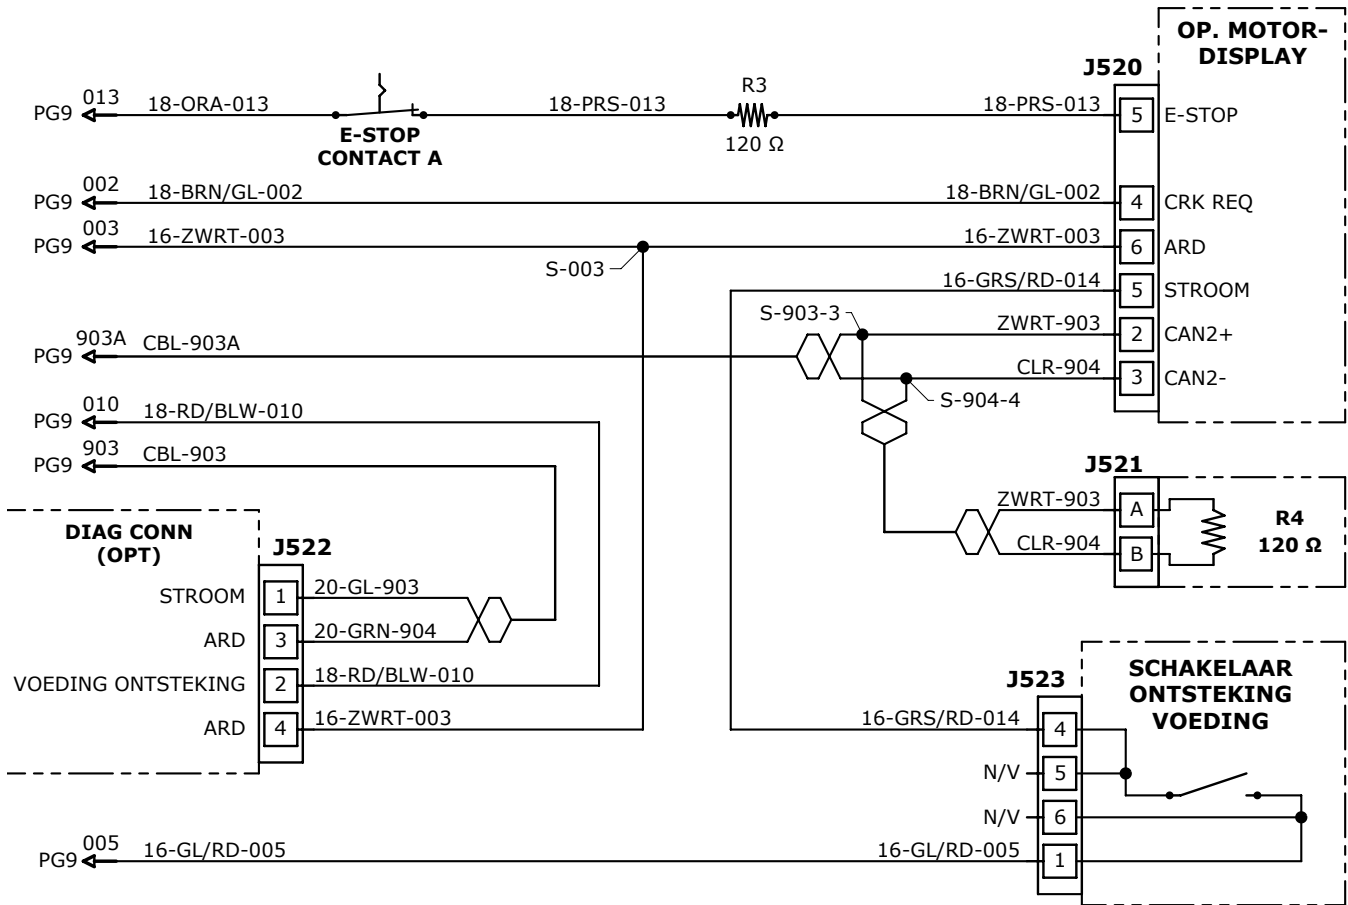 OP. MOTOR-
DISPLAY
J520
PG9 013 18-ORA-013 18-PRS-013 R3 18-PRS-013 5 E-STOP
E-STOP
CONTACT A
120 Ω
PG9 002 18-BRN/GL-002 18-BRN/GL-002 4 CRK REQ
PG9 003 16-ZWRT-003 16-ZWRT-003 6 ARD
S-003
16-GRS/RD-014 5 STROOM
S-903-3 ZWRT-903 2 CAN2+
PG9 903A CBL-903A
CLR-904 3 CAN2-
S-904-4
PG9 010 18-RD/BLW-010
PG9 903 CBL-903
J521
ZWRT-903 A
CLR-904 B
R4
120 Ω
DIAG CONN
(OPT)
J522
STROOM 1 20-GL-903
ARD 3 20-GRN-904
VOEDING ONTSTEKING 2 18-RD/BLW-010
ARD 4 16-ZWRT-003
SCHAKELAAR
ONTSTEKING
VOEDING
J523
16-GRS/RD-014 4
N/V 5
N/V 6
PG9 005 16-GL/RD-005 16-GL/RD-005 1